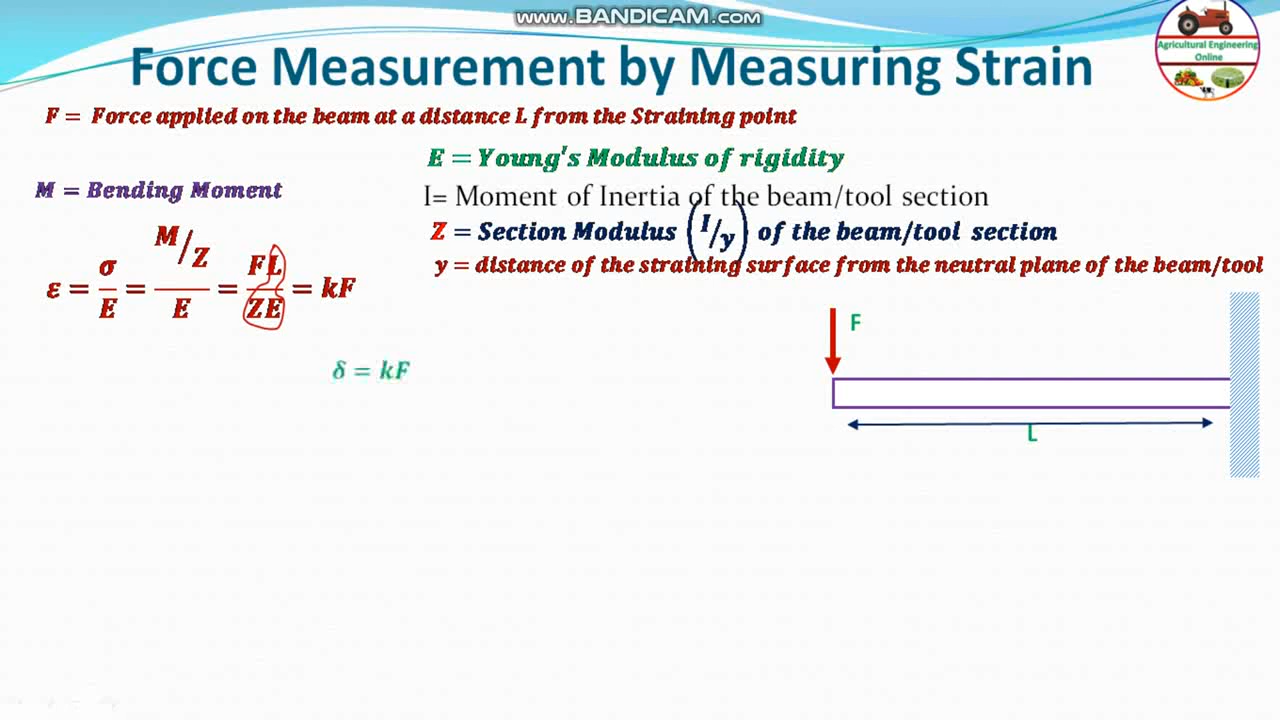 www.BANDICAM.com
Force Measurement by Measuring Strain
Agricultural Engineering
Online
F = Force applied on the beam at a distance L from the Straining point
E = Young's Modulus of rigidity
M = Bending Moment
I= Moment of Inertia of the beam/tool section
Z = Section Modulus (I/y) of the beam/tool section
y = distance of the straining surface from the neutral plane of the beam/tool
ε = σ/E = (M/Z)/E = FL/ZE = kF
F
δ = kF
L